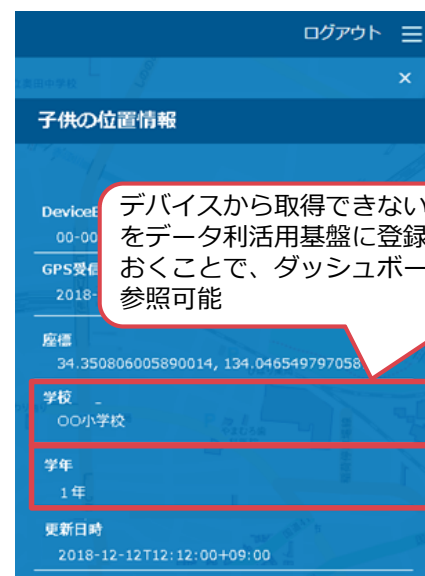 ログアウト
×
子供の位置情報
デバイスから取得できない
をデータ利活用基盤に登録
おくことで、ダッシュボー
参照可能
DeviceE
00-00
GPS受信
2018-
座標
34.350806005890014, 134.046549797058
学校
〇〇小学校
学年
1年
更新日時
2018-12-12T12:12:00+09:00